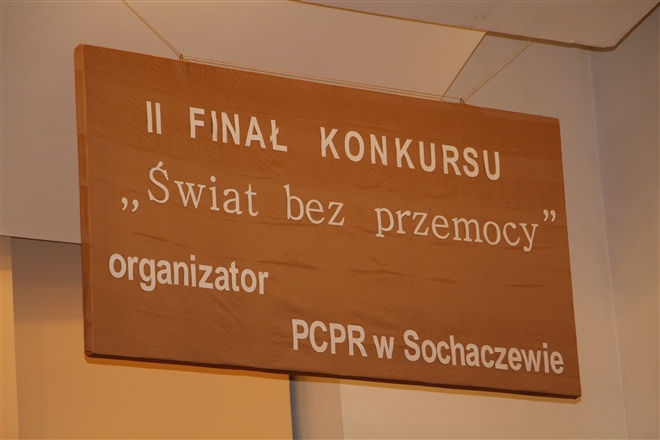 II FINAŁ KONKURSU
„Świat bez przemocy”
organizator
PCPR w Sochaczewie